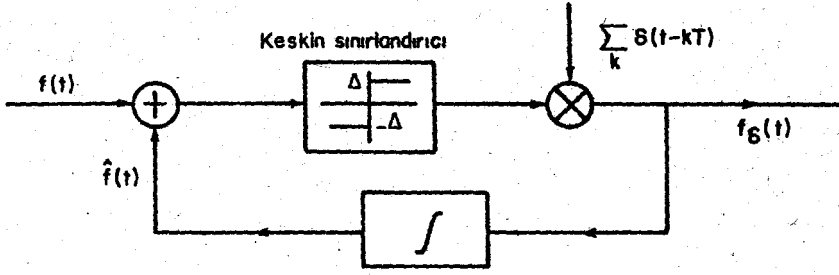 Keskin sınırlandırıcı
∑ δ(t-kT)
k
f(t)
+
Δ
-Δ
f̂(t)
∫
fδ(t)